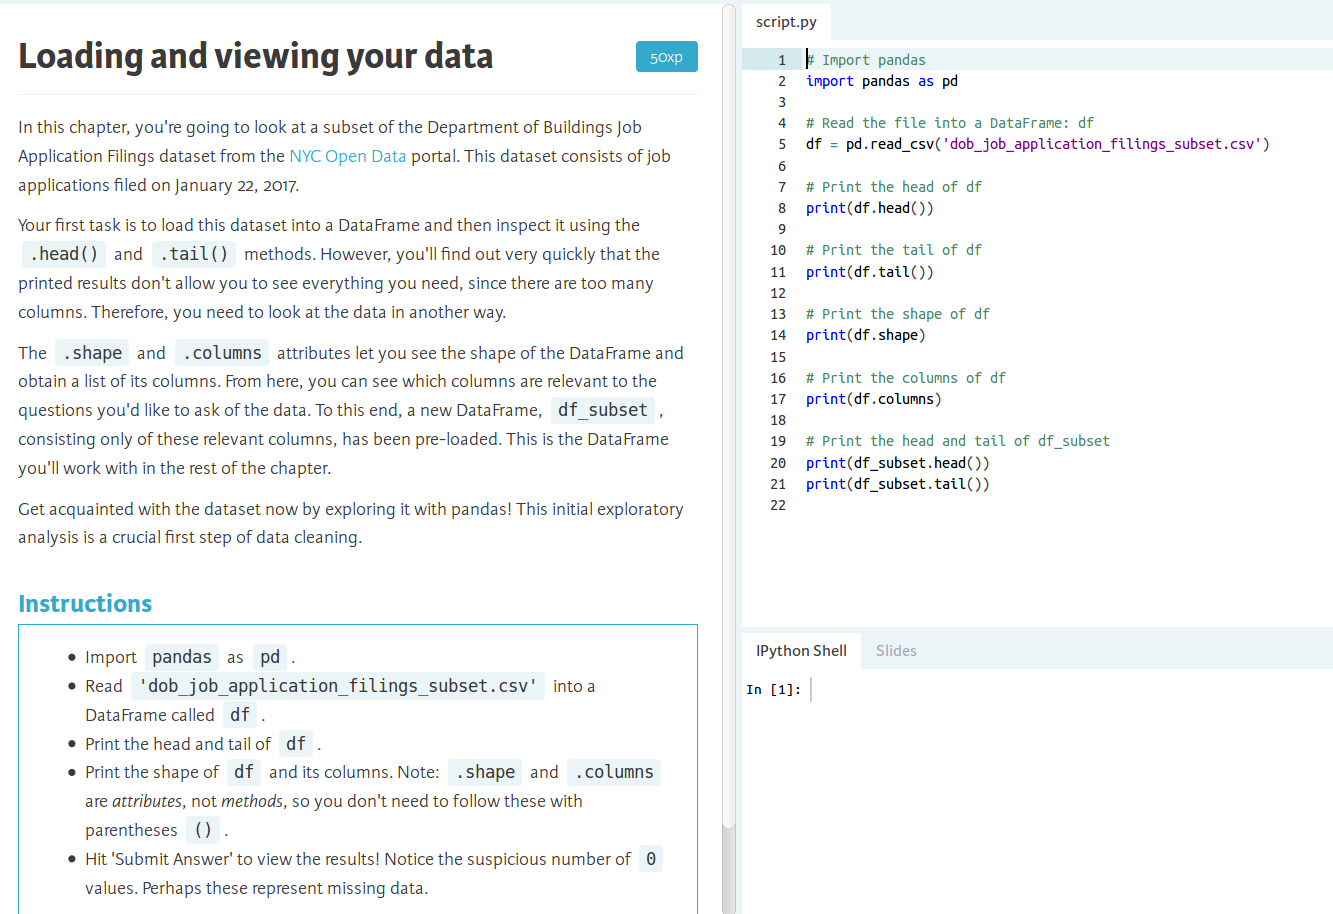 Loading and viewing your data
50xp
In this chapter, you're going to look at a subset of the Department of Buildings Job
Application Filings dataset from the NYC Open Data portal. This dataset consists of job
applications filed on January 22, 2017.
Your first task is to load this dataset into a DataFrame and then inspect it using the
.head() and .tail() methods. However, you'll find out very quickly that the
printed results don't allow you to see everything you need, since there are too many
columns. Therefore, you need to look at the data in another way.
The .shape and .columns attributes let you see the shape of the DataFrame and
obtain a list of its columns. From here, you can see which columns are relevant to the
questions you'd like to ask of the data. To this end, a new DataFrame, df_subset ,
consisting only of these relevant columns, has been pre-loaded. This is the DataFrame
you'll work with in the rest of the chapter.
Get acquainted with the dataset now by exploring it with pandas! This initial exploratory
analysis is a crucial first step of data cleaning.
Instructions
• Import pandas as pd .
• Read 'dob_job_application_filings_subset.csv' into a
DataFrame called df .
• Print the head and tail of df .
• Print the shape of df and its columns. Note: .shape and .columns
are attributes, not methods, so you don't need to follow these with
parentheses () .
• Hit 'Submit Answer' to view the results! Notice the suspicious number of 0
values. Perhaps these represent missing data.
script.py
1 # Import pandas
2 import pandas as pd
3
4 # Read the file into a DataFrame: df
5 df = pd.read_csv('dob_job_application_filings_subset.csv')
6
7 # Print the head of df
8 print(df.head())
9
10 # Print the tail of df
11 print(df.tail())
12
13 # Print the shape of df
14 print(df.shape)
15
16 # Print the columns of df
17 print(df.columns)
18
19 # Print the head and tail of df_subset
20 print(df_subset.head())
21 print(df_subset.tail())
22
IPython Shell Slides
In [1]: